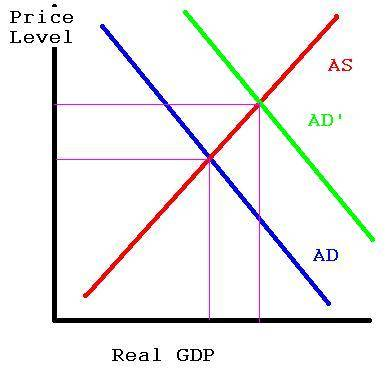 Price
Level
AS
AD'
AD
Real GDP